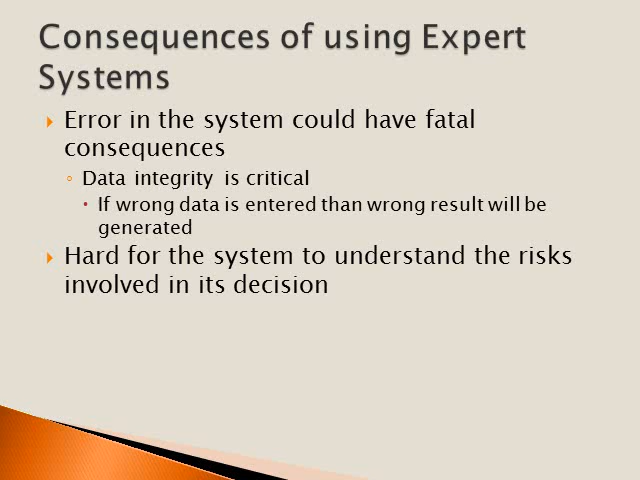 Consequences of using Expert
Systems
Error in the system could have fatal
consequences
Data integrity is critical
If wrong data is entered than wrong result will be
generated
Hard for the system to understand the risks
involved in its decision